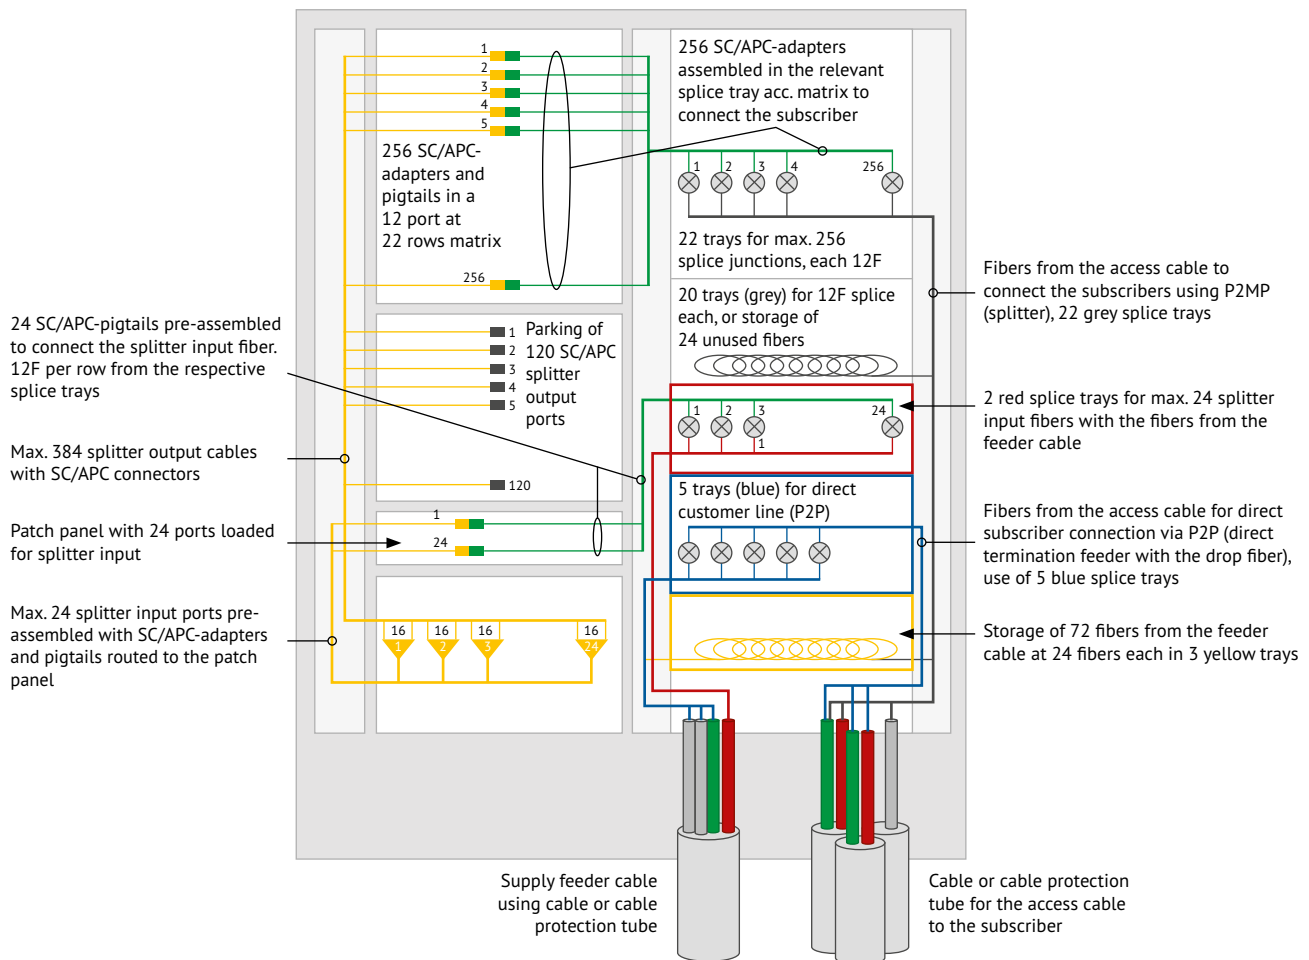 1
2
3
4
5
256 SC/APC-
adapters and
pigtails in a
12 port at
22 rows matrix
256
256 SC/APC-adapters
assembled in the relevant
splice tray acc. matrix to
connect the subscriber
1 2 3 4 256
22 trays for max. 256
splice junctions, each 12F
20 trays (grey) for 12F splice
each, or storage of
24 unused fibers
Fibers from the access cable to
connect the subscribers using P2MP
(splitter), 22 grey splice trays
24 SC/APC-pigtails pre-assembled
to connect the splitter input fiber.
12F per row from the respective
splice trays
1
2
3
4
5
Parking of
120 SC/APC
splitter
output
ports
120
1 2 3 24
1
2 red splice trays for max. 24 splitter
input fibers with the fibers from the
feeder cable
Max. 384 splitter output cables
with SC/APC connectors
5 trays (blue) for direct
customer line (P2P)
Patch panel with 24 ports loaded
for splitter input
1
24
Fibers from the access cable for direct
subscriber connection via P2P (direct
termination feeder with the drop fiber),
use of 5 blue splice trays
Max. 24 splitter input ports pre-
assembled with SC/APC-adapters
and pigtails routed to the patch
panel
16 16 16 16
1 2 3 24
Storage of 72 fibers from the feeder
cable at 24 fibers each in 3 yellow trays
Supply feeder cable
using cable or cable
protection tube
Cable or cable protection
tube for the access cable
to the subscriber